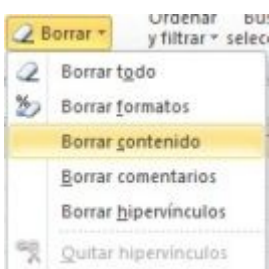 Borrar
Ordenar
y filtrar
Borrar todo
Borrar formatos
Borrar contenido
Borrar comentarios
Borrar hipervínculos
Quitar hipervínculos